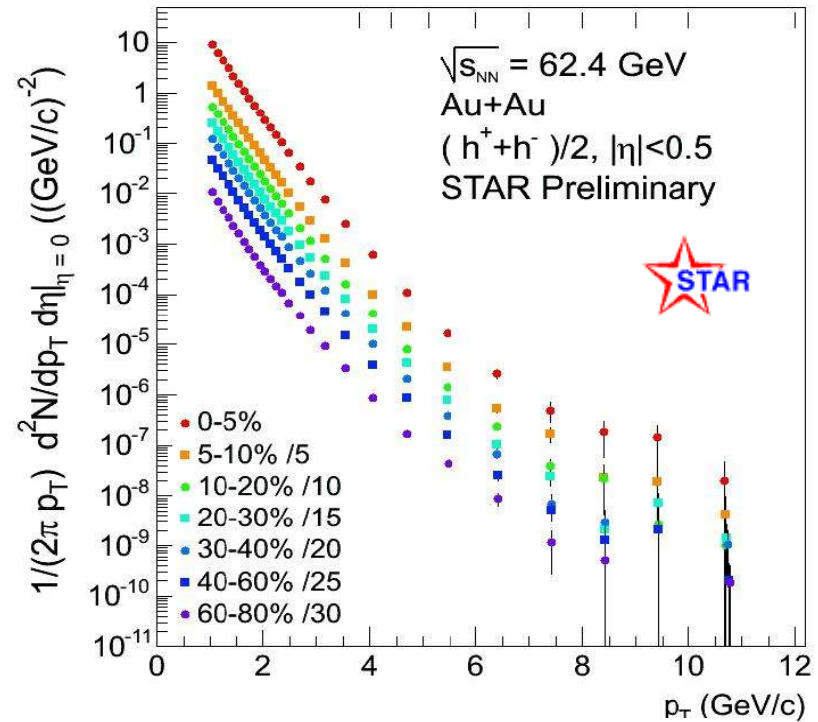 1/(2π p_T) d²N/dp_T dη|_η = 0 ((GeV/c)⁻²)
10
1
10⁻¹
10⁻²
10⁻³
10⁻⁴
10⁻⁵
10⁻⁶
10⁻⁷
10⁻⁸
10⁻⁹
10⁻¹⁰
10⁻¹¹
√s_NN = 62.4 GeV
Au+Au
( h⁺+h⁻ )/2, |η|<0.5
STAR Preliminary
STAR
0-5%
5-10% /5
10-20% /10
20-30% /15
30-40% /20
40-60% /25
60-80% /30
0 2 4 6 8 10 12
p_T (GeV/c)